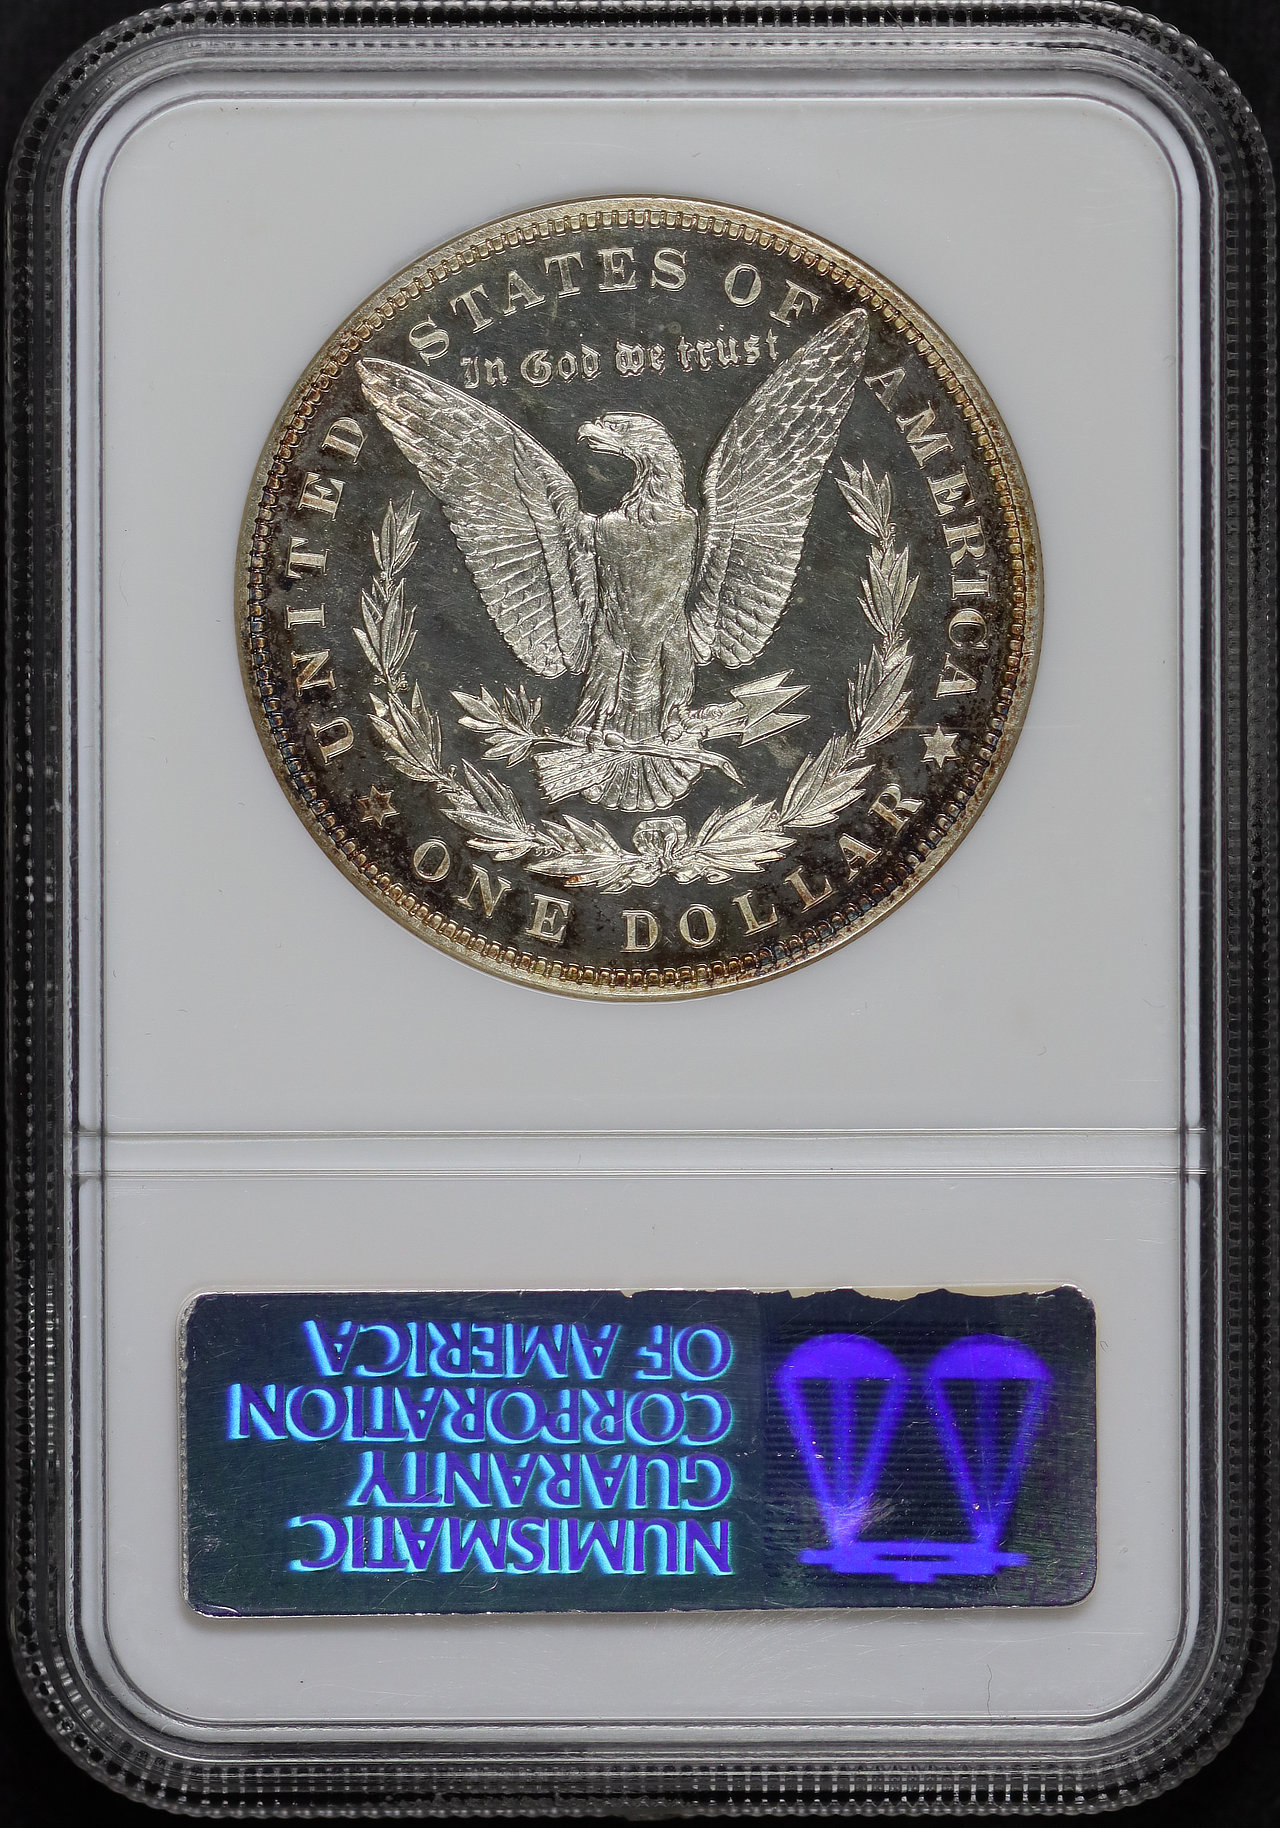 UNITED STATES OF AMERICA
In God we trust
ONE DOLLAR
NUMISMATIC
GUARANTY
CORPORATION
OF AMERICA